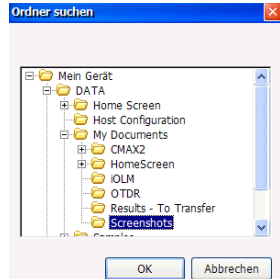 Ordner suchen
Mein Gerät
DATA
Home Screen
Host Configuration
My Documents
CMAX2
HomeScreen
iOLM
OTDR
Results - To Transfer
Screenshots
OK Abbrechen